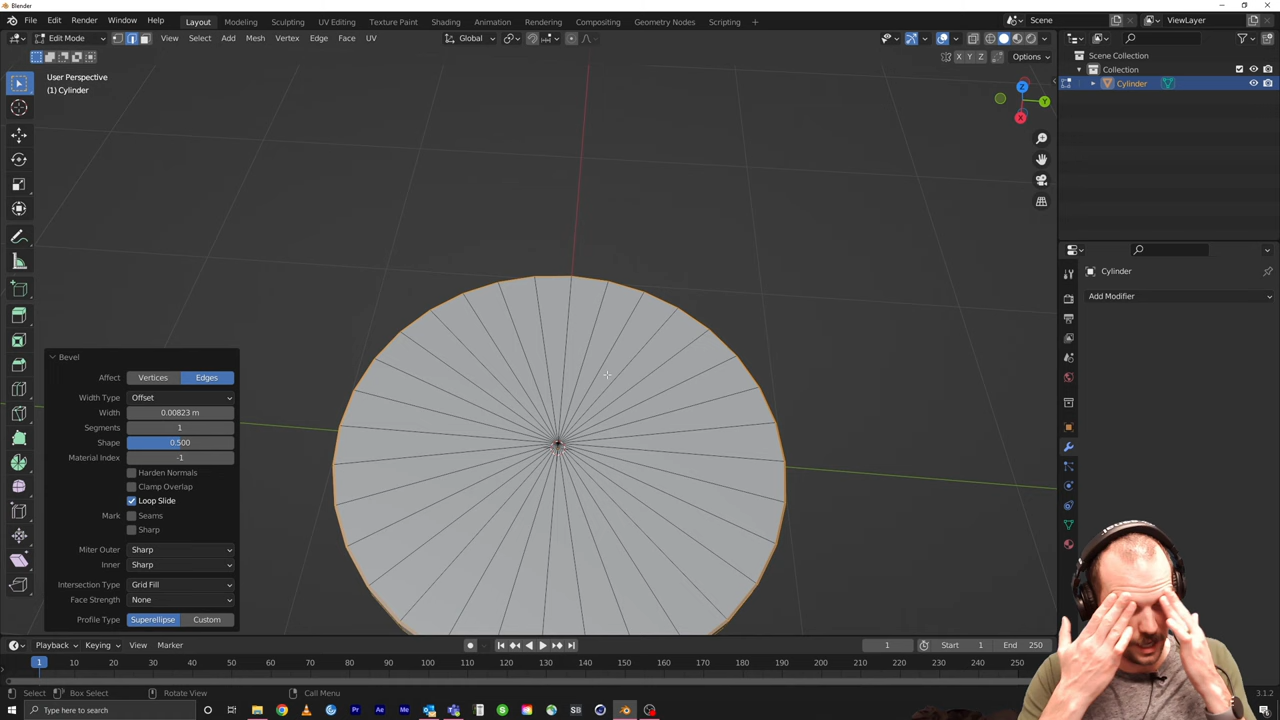 Blender
File Edit Render Window Help Layout Modeling Sculpting UV Editing Texture Paint Shading Animation Rendering Compositing Geometry Nodes Scripting + Scene ViewLayer
Edit Mode View Select Add Mesh Vertex Edge Face UV Global
X Y Z Options
Scene Collection
Collection
Cylinder
User Perspective
(1) Cylinder
Z
Y
X
Cylinder
Add Modifier
Bevel
Affect Vertices Edges
Width Type Offset
Width 0.00823 m
Segments 1
Shape 0.500
Material Index -1
Harden Normals
Clamp Overlap
Loop Slide
Mark Seams
Sharp
Miter Outer Sharp
Inner Sharp
Intersection Type Grid Fill
Face Strength None
Profile Type Superellipse Custom
Playback Keying View Marker 1 Start 1 End 250
1 10 20 30 40 50 60 70 80 90 100 110 120 130 140 150 160 170 180 190 200 210 220 230 240 250
Select Box Select Rotate View Call Menu 3.1.2
Type here to search Pr Ae Me S SB